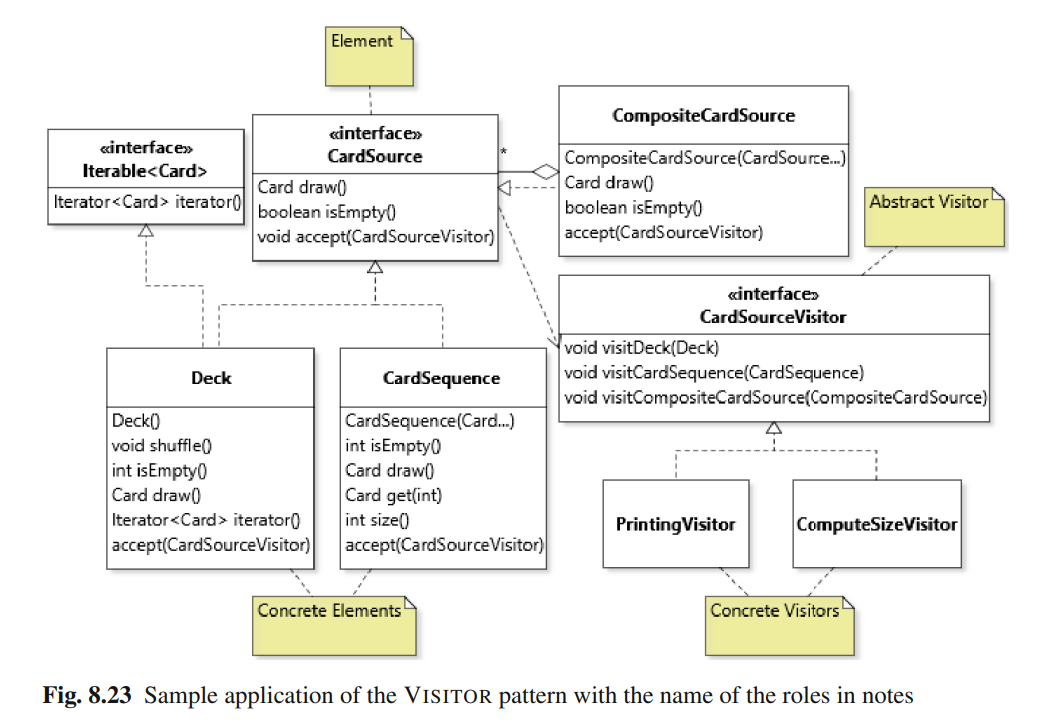 Element
«interface»
Iterable<Card>
Iterator<Card> iterator()
«interface»
CardSource
Card draw()
boolean isEmpty()
void accept(CardSourceVisitor)
*
CompositeCardSource
CompositeCardSource(CardSource...)
Card draw()
boolean isEmpty()
accept(CardSourceVisitor)
Abstract Visitor
«interface»
CardSourceVisitor
void visitDeck(Deck)
void visitCardSequence(CardSequence)
void visitCompositeCardSource(CompositeCardSource)
Deck
Deck()
void shuffle()
int isEmpty()
Card draw()
Iterator<Card> iterator()
accept(CardSourceVisitor)
CardSequence
CardSequence(Card...)
int isEmpty()
Card draw()
Card get(int)
int size()
accept(CardSourceVisitor)
PrintingVisitor
ComputeSizeVisitor
Concrete Elements
Concrete Visitors
Fig. 8.23 Sample application of the VISITOR pattern with the name of the roles in notes